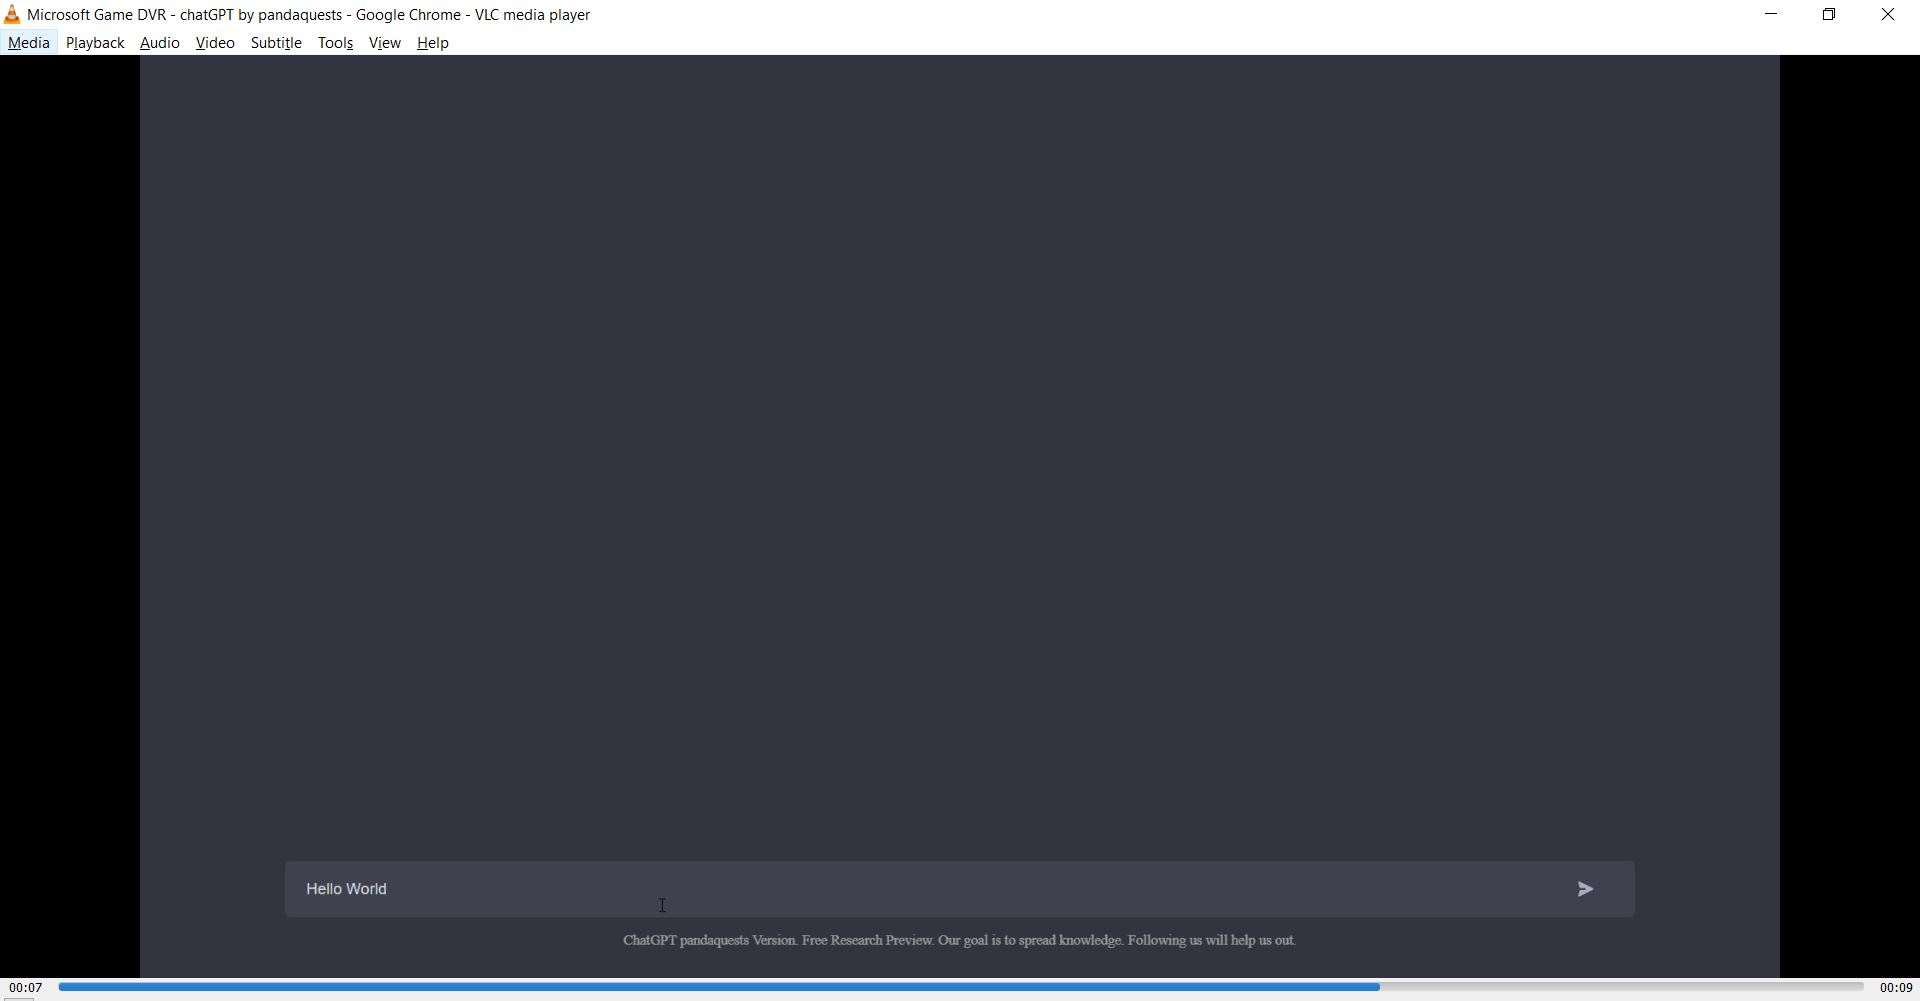 Microsoft Game DVR - chatGPT by pandaquests - Google Chrome - VLC media player
Media Playback Audio Video Subtitle Tools View Help
Hello World
ChatGPT pandaquests Version. Free Research Preview. Our goal is to spread knowledge. Following us will help us out.
00:07 00:09